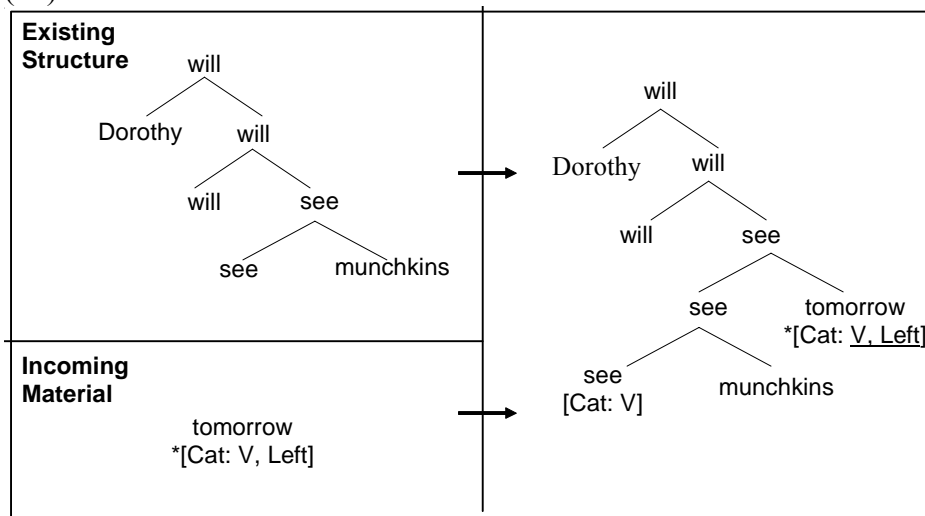 Existing
Structure
will
Dorothy will
will see
see munchkins
Incoming
Material
tomorrow
*[Cat: V, Left]
will
Dorothy will
will see
see tomorrow
*[Cat: V, Left]
see munchkins
[Cat: V]